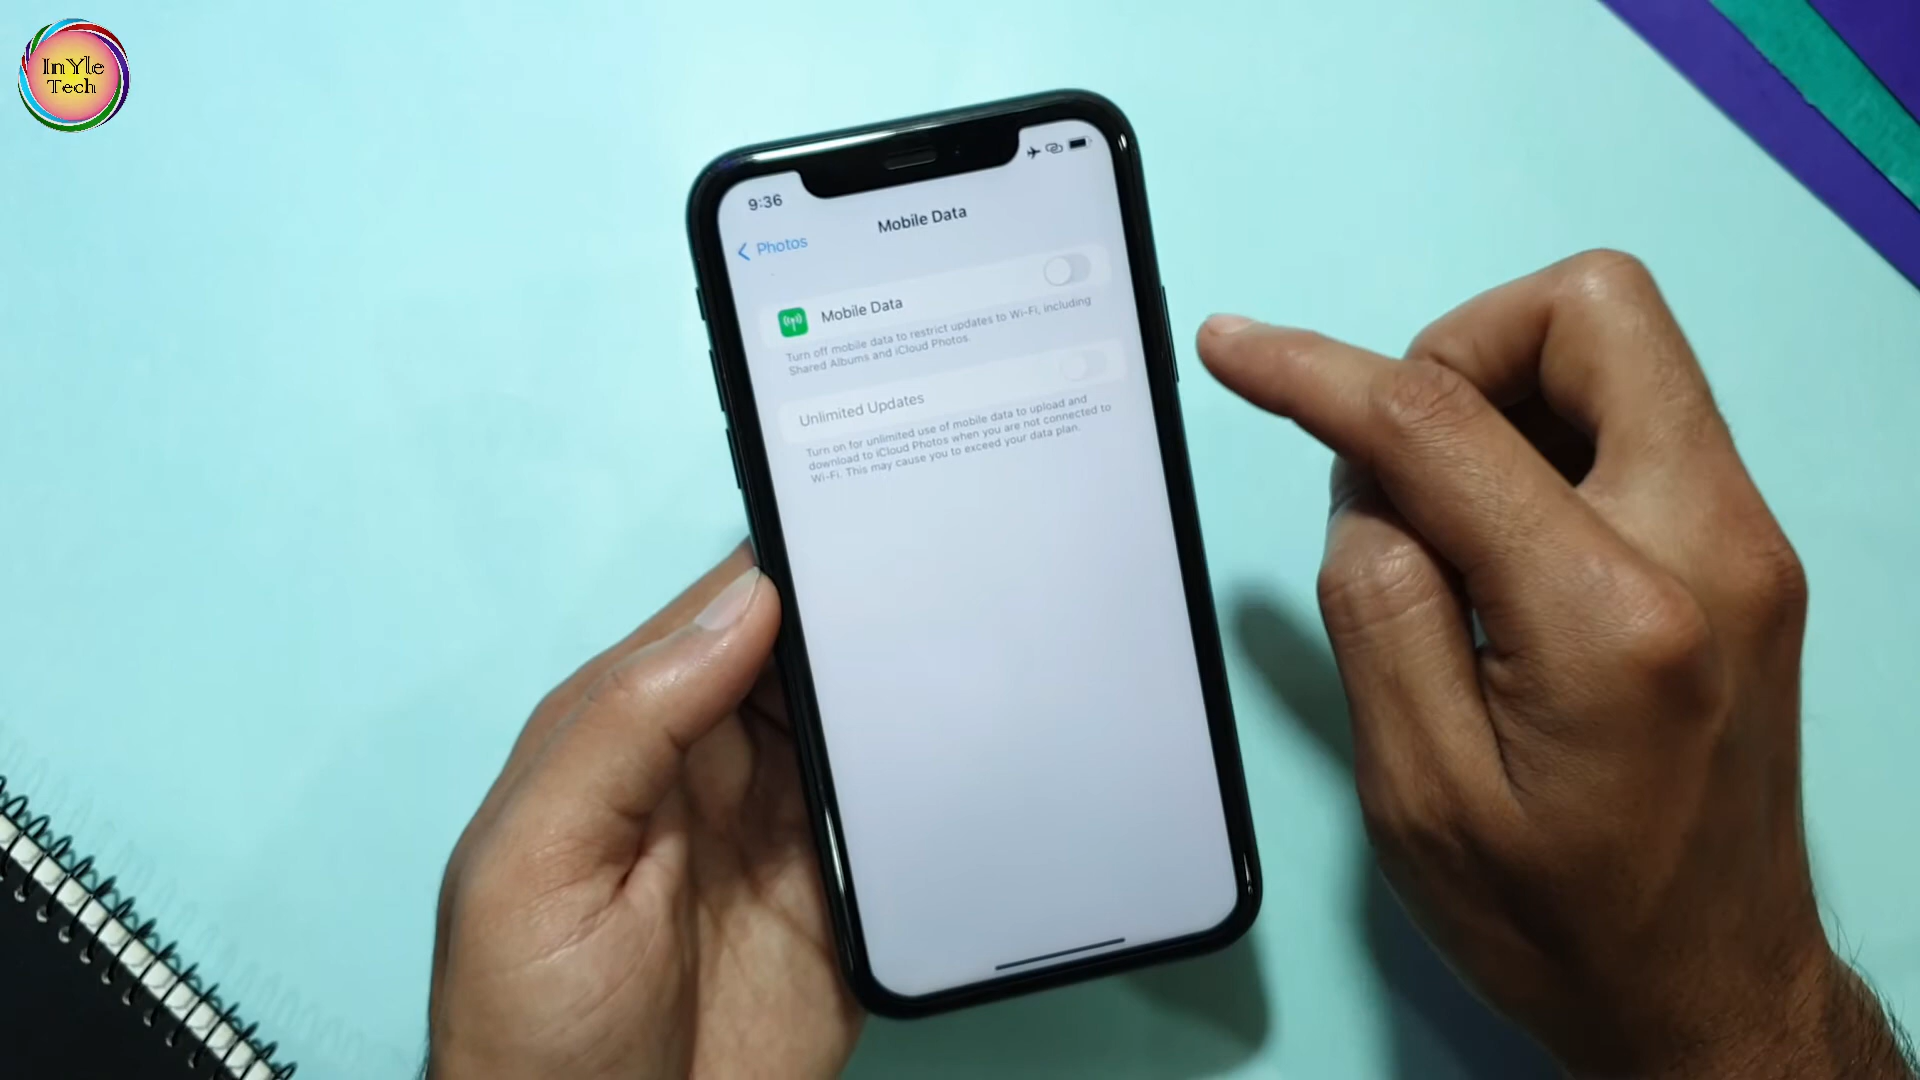 InYle
Tech
9:36
Photos
Mobile Data
Mobile Data
Turn off mobile data to restrict updates to Wi-Fi, including
Shared Albums and iCloud Photos.
Unlimited Updates
Turn on for unlimited use of mobile data to upload and
download to iCloud Photos when you are not connected to
Wi-Fi. This may cause you to exceed your data plan.